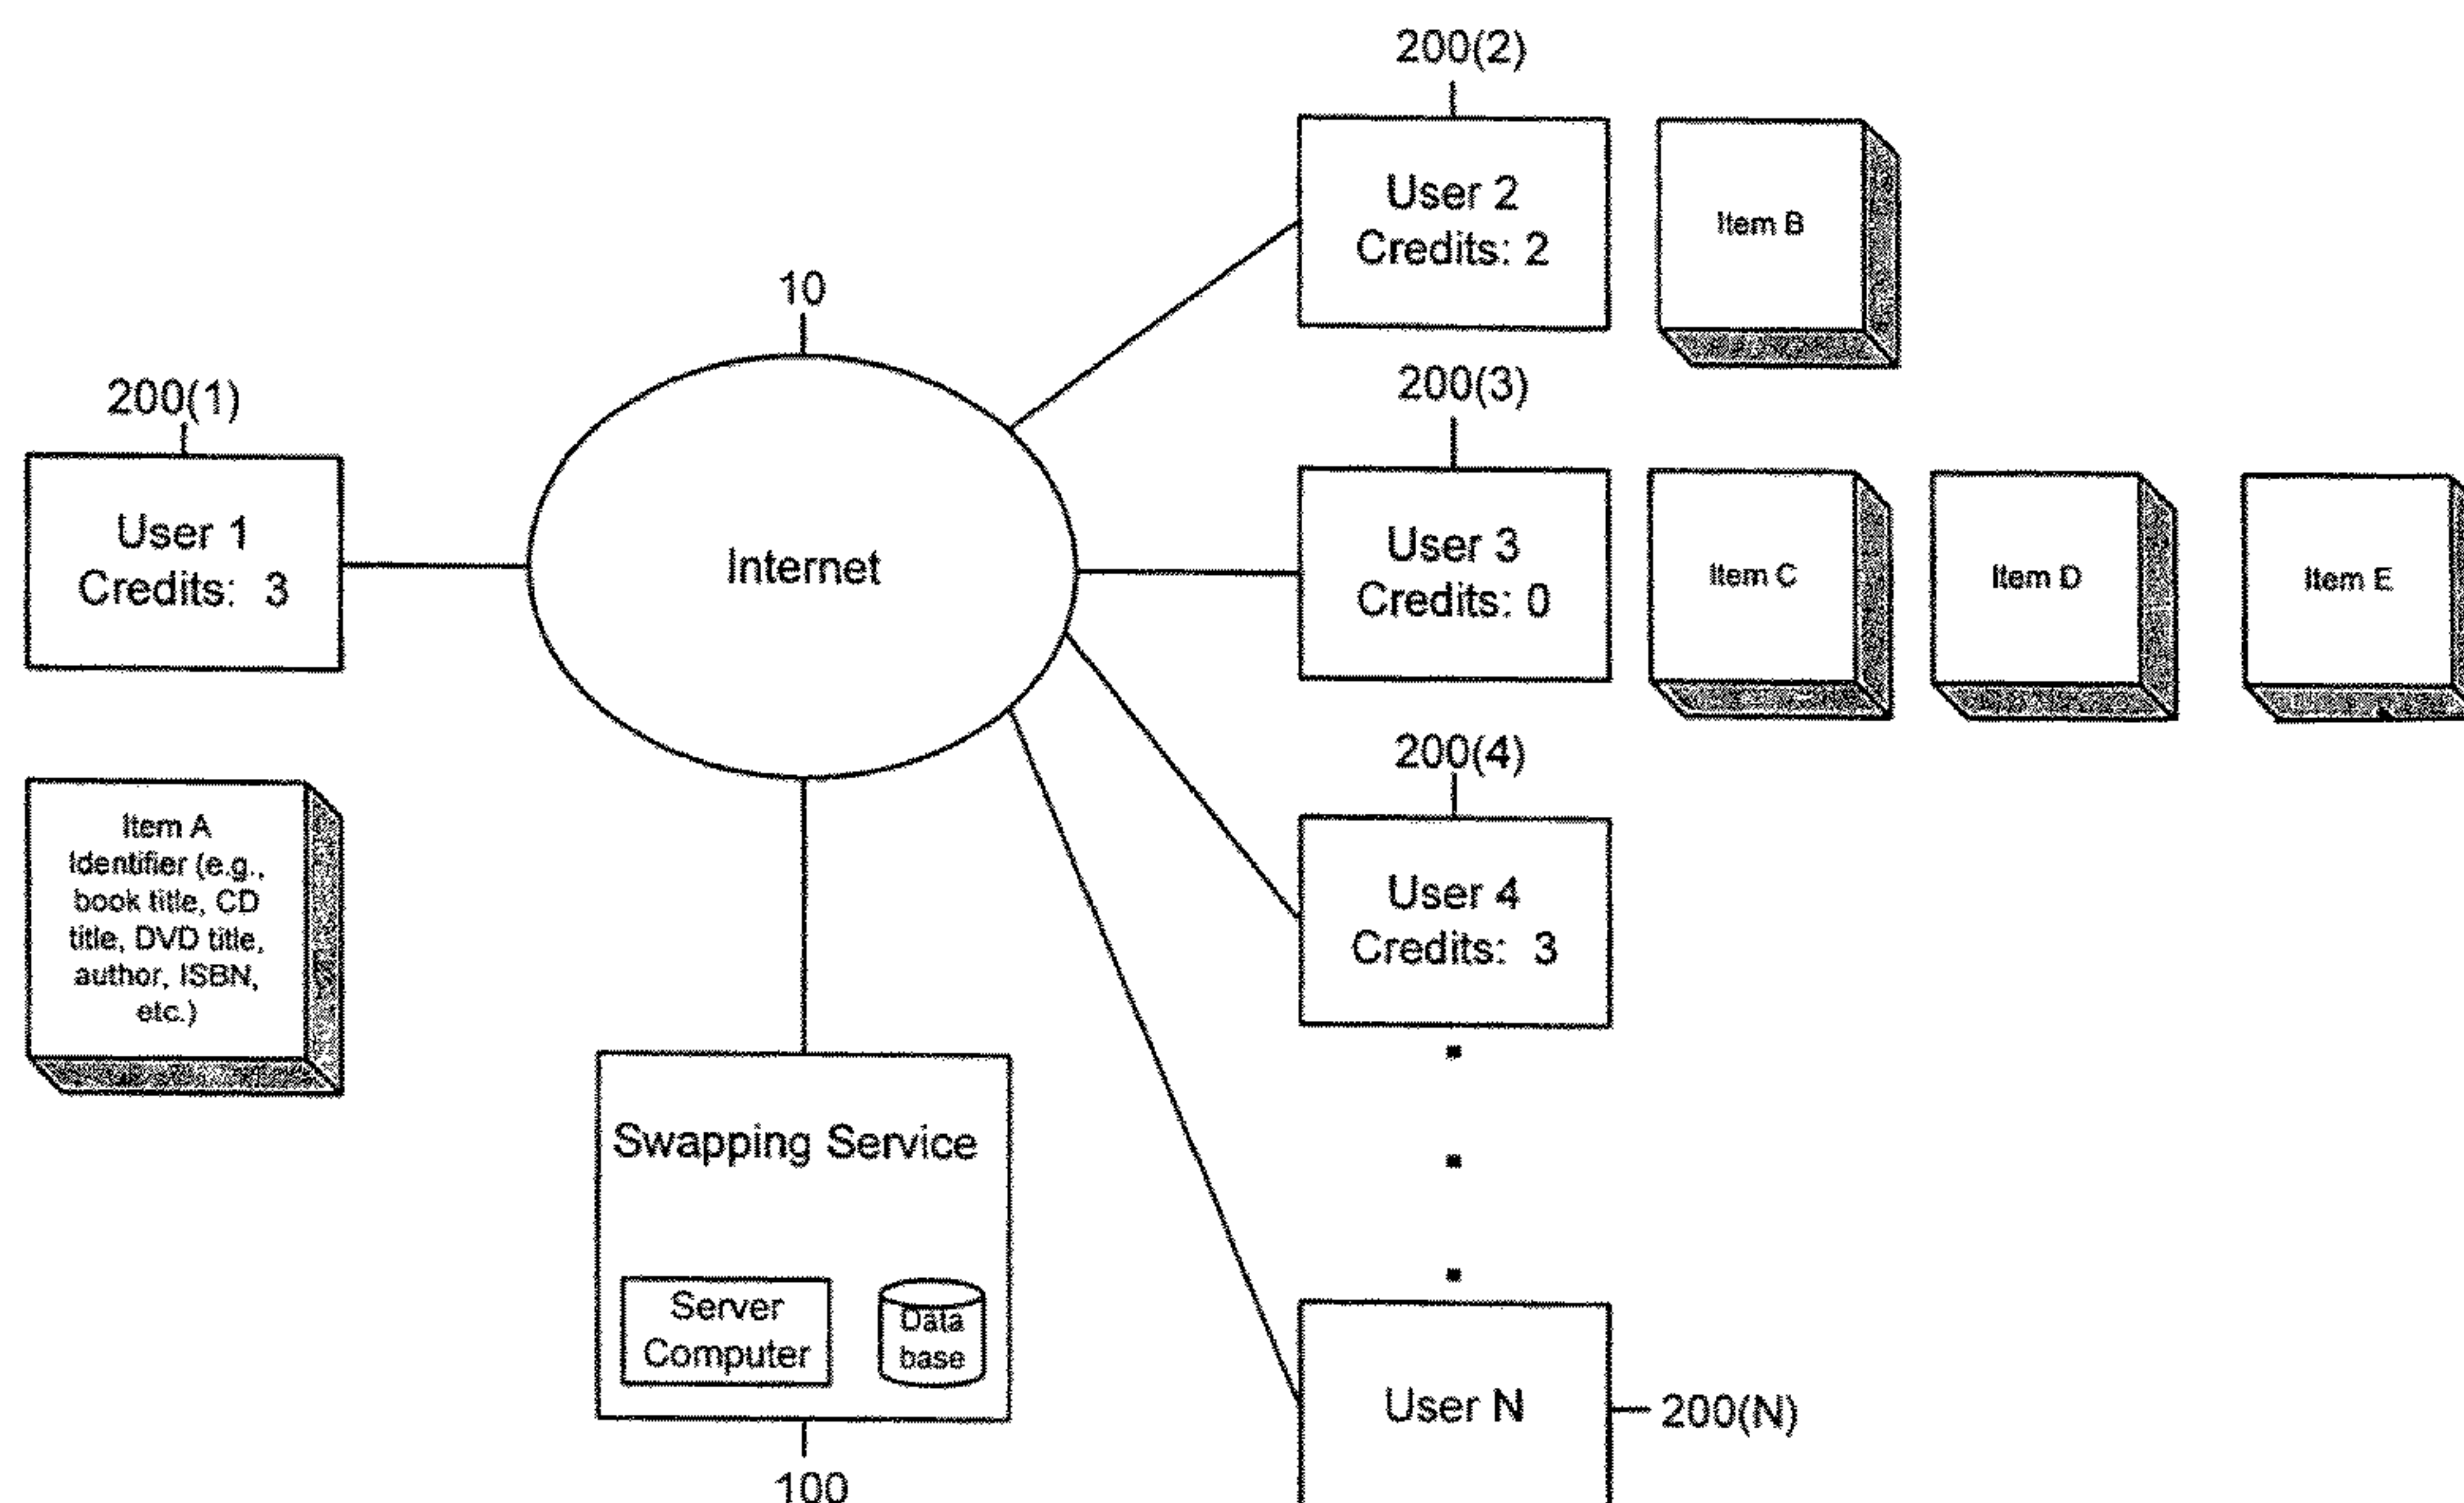 200(2)
User 2
Credits: 2
Item B
10
200(1)
User 1
Credits: 3
Internet
200(3)
User 3
Credits: 0
Item C
Item D
Item E
200(4)
User 4
Credits: 3
Item A
Identifier (e.g.,
book title, CD
title, DVD title,
author, ISBN,
etc.)
Swapping Service
Server
Computer
Data
base
100
User N
200(N)